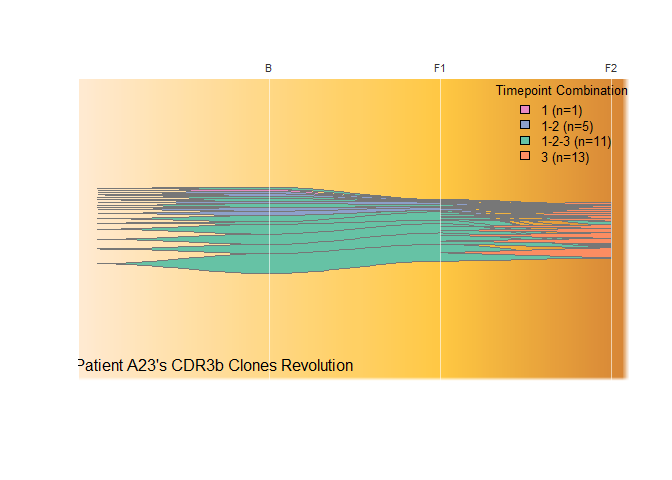 B F1 F2
Timepoint Combination
1 (n=1)
1-2 (n=5)
1-2-3 (n=11)
3 (n=13)
Patient A23's CDR3b Clones Revolution